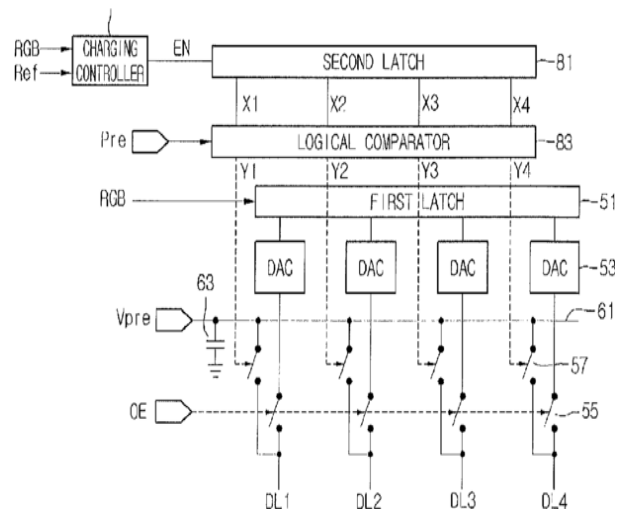 RGB
Ref
CHARGING
CONTROLLER
EN
SECOND LATCH
81
X1
X2
X3
X4
Pre
LOGICAL COMPARATOR
83
Y1
Y2
Y3
Y4
RGB
FIRST LATCH
51
DAC
DAC
DAC
DAC
53
63
Vpre
61
57
OE
55
DL1
DL2
DL3
DL4